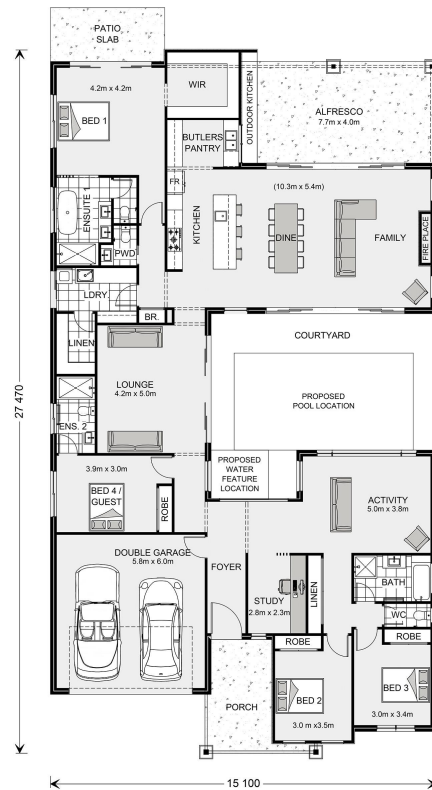 PATIO
SLAB
4.2m x 4.2m
BED 1
WIR
OUTDOOR KITCHEN
ALFRESCO
7.7m x 4.0m
BUTLERS
PANTRY
ENSUITE 1
FR
KITCHEN
(10.3m x 5.4m)
DINE
FAMILY
FIRE PLACE
PWD
LDRY.
BR.
LINEN
COURTYARD
LOUNGE
4.2m x 5.0m
PROPOSED
POOL LOCATION
ENS. 2
PROPOSED
WATER
FEATURE
LOCATION
3.9m x 3.0m
BED 4 /
GUEST
ROBE
ACTIVITY
5.0m x 3.8m
DOUBLE GARAGE
5.8m x 6.0m
FOYER
STUDY
2.8m x 2.3m
LINEN
BATH
WC
ROBE
ROBE
PORCH
BED 2
3.0 m x3.5m
BED 3
3.0m x 3.4m
27 470
15 100